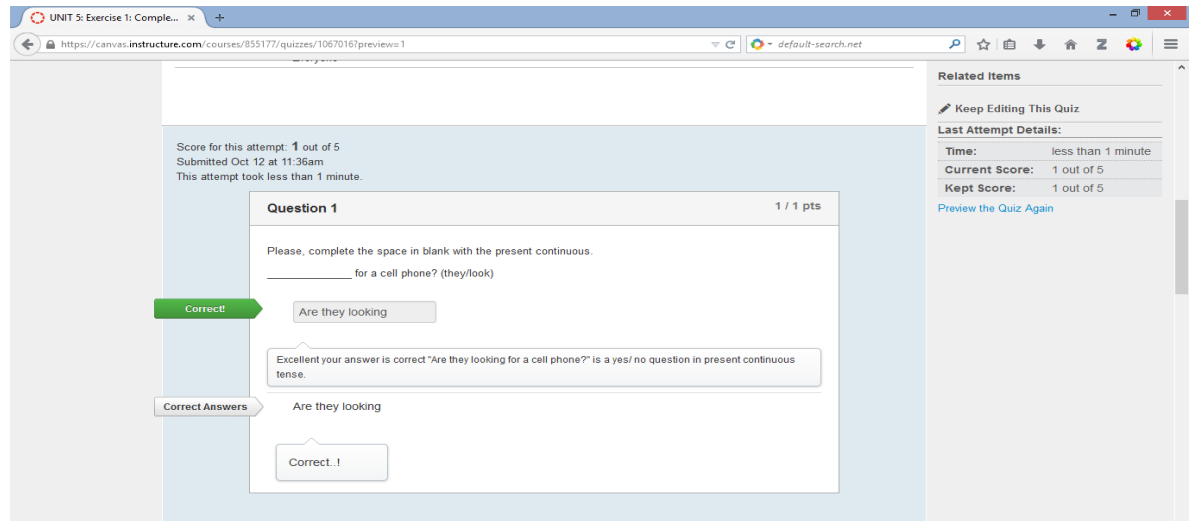 UNIT 5: Exercise 1: Comple...
https://canvas.instructure.com/courses/855177/quizzes/1067016?preview=1
default-search.net
Related Items
Keep Editing This Quiz
Last Attempt Details:
Time: less than 1 minute
Current Score: 1 out of 5
Kept Score: 1 out of 5
Preview the Quiz Again
Score for this attempt: 1 out of 5
Submitted Oct 12 at 11:36am
This attempt took less than 1 minute.
Question 1 1 / 1 pts
Please, complete the space in blank with the present continuous.
______________ for a cell phone? (they/look)
Correct!
Are they looking
Excellent your answer is correct "Are they looking for a cell phone?" is a yes/ no question in present continuous
tense.
Correct Answers
Are they looking
Correct..!